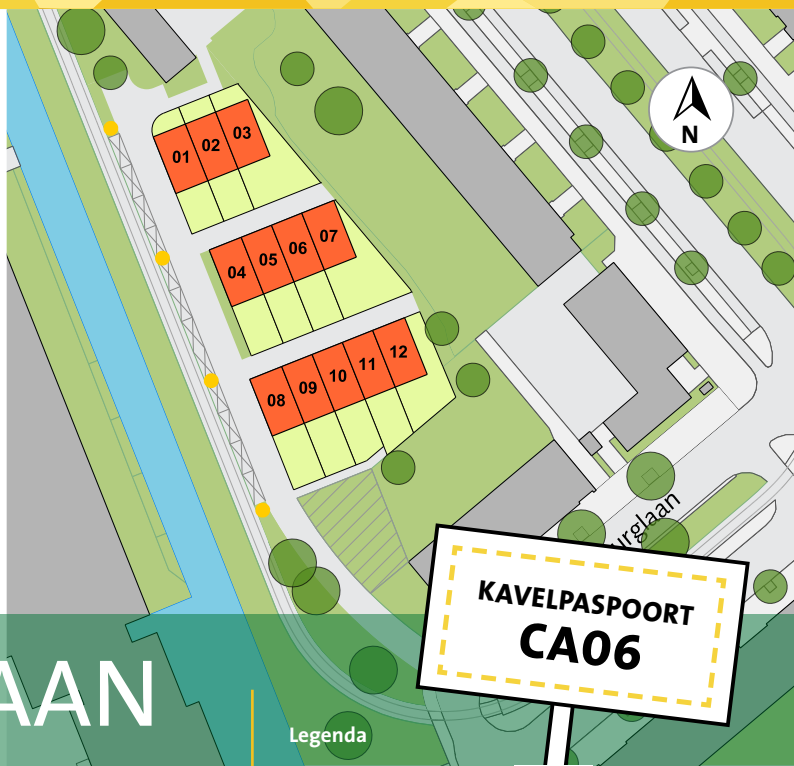 N
01 02 03
04 05 06 07
08 09 10 11 12
urglaan
KAVELPASPOORT
CA06
AAN
Legenda